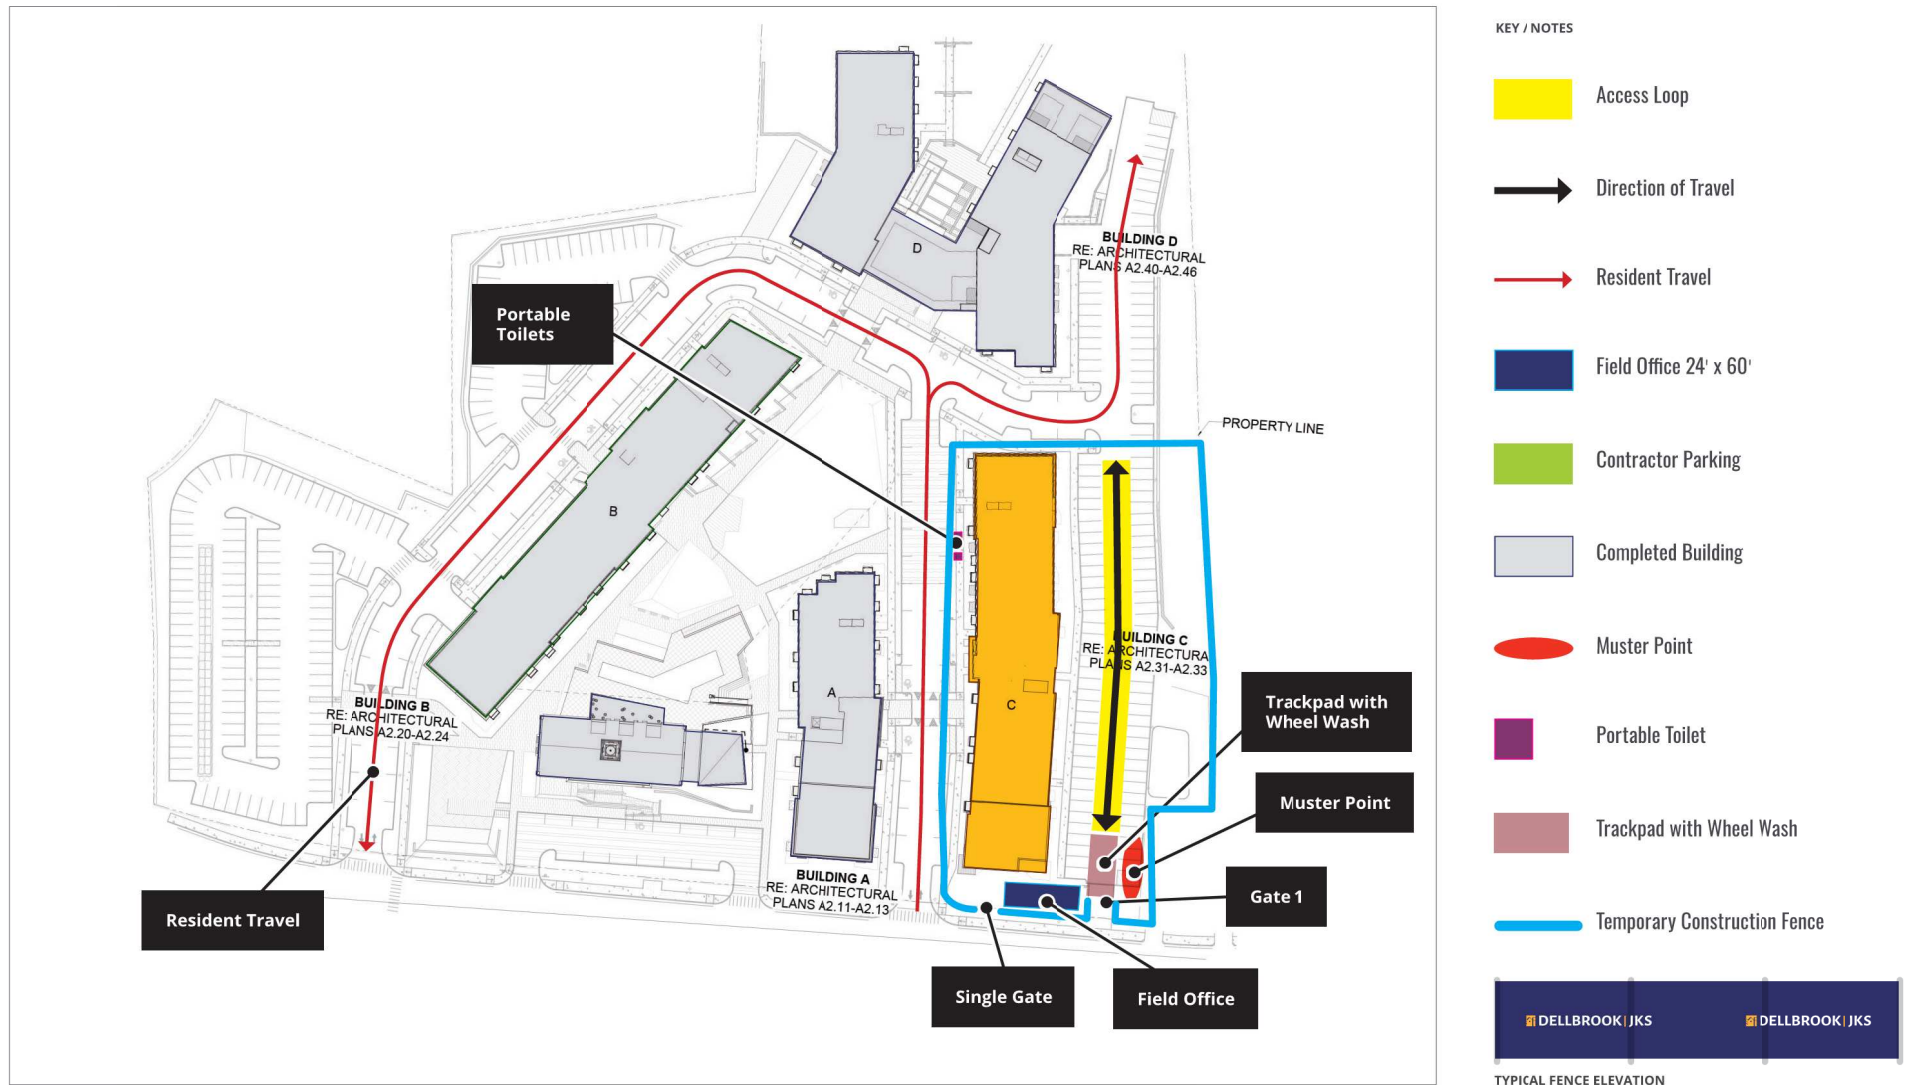 KEY / NOTES
Access Loop
Direction of Travel
Resident Travel
Field Office 24' x 60'
Contractor Parking
Completed Building
Muster Point
Portable Toilet
Trackpad with Wheel Wash
Temporary Construction Fence
DELLBROOK | JKS
DELLBROOK | JKS
TYPICAL FENCE ELEVATION
D
BUILDING D
RE: ARCHITECTURAL
PLANS A2.40-A2.46
Portable
Toilets
PROPERTY LINE
B
BUILDING C
RE: ARCHITECTURA
PLANS A2.31-A2.33
A
C
Trackpad with
Wheel Wash
BUILDING B
RE: ARCHITECTURAL
PLANS A2.20-A2.24
Muster Point
BUILDING A
RE: ARCHITECTURAL
PLANS A2.11-A2.13
Gate 1
Resident Travel
Single Gate
Field Office